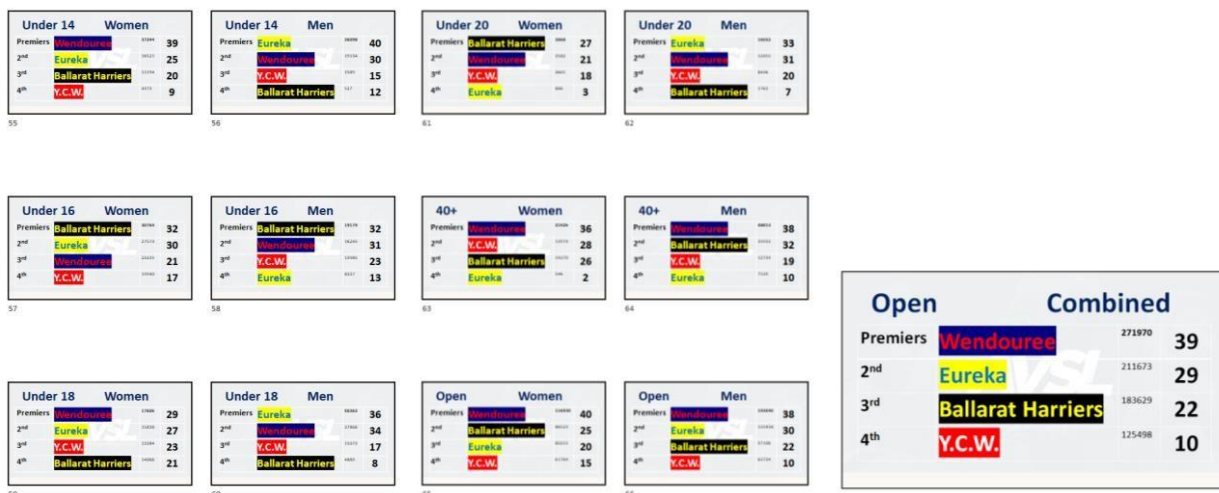 Under 14 Women
Premiers Wendouree 39
2nd Eureka 25
3rd Ballarat Harriers 20
4th Y.C.W. 9
55
Under 14 Men
Premiers Eureka 40
2nd Wendouree 30
3rd Y.C.W. 15
4th Ballarat Harriers 12
56
Under 20 Women
Premiers Ballarat Harriers 27
2nd Wendouree 21
3rd Y.C.W. 18
4th Eureka 3
61
Under 20 Men
Premiers Eureka 33
2nd Wendouree 31
3rd Y.C.W. 20
4th Ballarat Harriers 7
62
Under 16 Women
Premiers Ballarat Harriers 32
2nd Eureka 30
3rd Wendouree 21
4th Y.C.W. 17
57
Under 16 Men
Premiers Ballarat Harriers 32
2nd Wendouree 31
3rd Y.C.W. 23
4th Eureka 13
58
40+ Women
Premiers Wendouree 36
2nd Y.C.W. 28
3rd Ballarat Harriers 26
4th Eureka 2
63
40+ Men
Premiers Wendouree 38
2nd Ballarat Harriers 32
3rd Y.C.W. 19
4th Eureka 10
64
Under 18 Women
Premiers Wendouree 29
2nd Eureka 27
3rd Y.C.W. 23
4th Ballarat Harriers 21
Under 18 Men
Premiers Eureka 36
2nd Wendouree 34
3rd Y.C.W. 17
4th Ballarat Harriers 8
Open Women
Premiers Wendouree 40
2nd Ballarat Harriers 25
3rd Eureka 20
4th Y.C.W. 15
Open Men
Premiers Wendouree 38
2nd Eureka 30
3rd Ballarat Harriers 22
4th Y.C.W. 10
Open Combined
Premiers Wendouree 271970 39
2nd Eureka 211673 29
3rd Ballarat Harriers 183629 22
4th Y.C.W. 125498 10
VSL